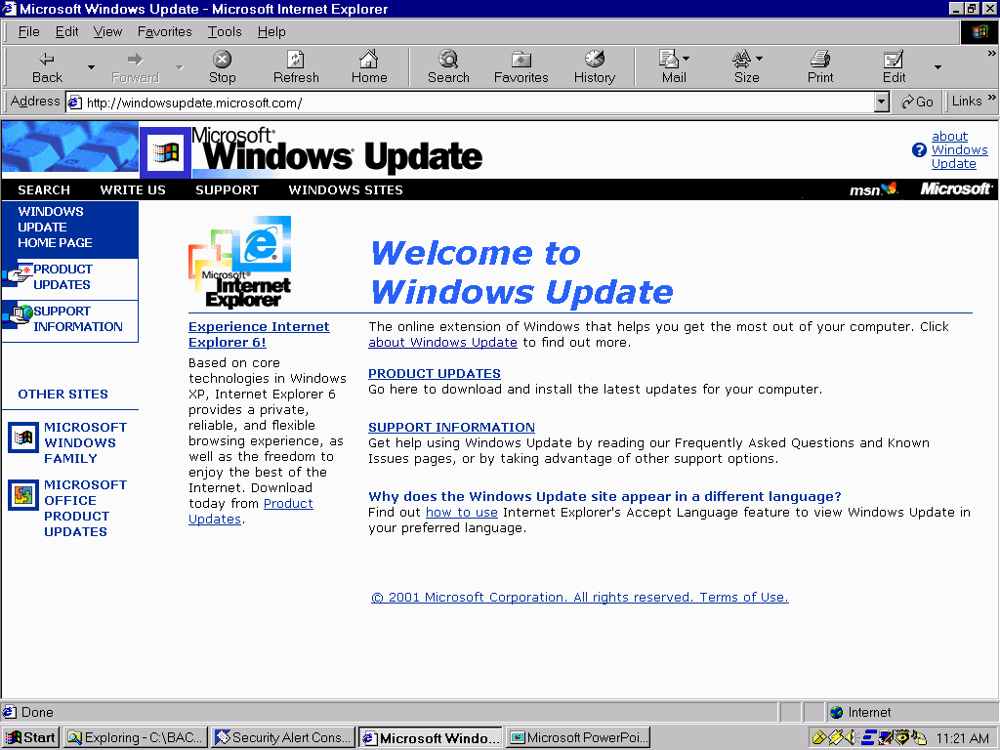 Microsoft Windows Update - Microsoft Internet Explorer
File Edit View Favorites Tools Help
Back Forward Stop Refresh Home Search Favorites History Mail Size Print Edit »
Address http://windowsupdate.microsoft.com/ Go Links »
Microsoft®
Windows® Update
about
Windows
Update
SEARCH WRITE US SUPPORT WINDOWS SITES msn Microsoft®
WINDOWS
UPDATE
HOME PAGE
PRODUCT
UPDATES
SUPPORT
INFORMATION
OTHER SITES
MICROSOFT
WINDOWS
FAMILY
MICROSOFT
OFFICE
PRODUCT
UPDATES
Microsoft®
Internet
Explorer
Experience Internet
Explorer 6!
Based on core
technologies in Windows
XP, Internet Explorer 6
provides a private,
reliable, and flexible
browsing experience, as
well as the freedom to
enjoy the best of the
Internet. Download
today from Product
Updates.
Welcome to
Windows Update
The online extension of Windows that helps you get the most out of your computer. Click
about Windows Update to find out more.
PRODUCT UPDATES
Go here to download and install the latest updates for your computer.
SUPPORT INFORMATION
Get help using Windows Update by reading our Frequently Asked Questions and Known
Issues pages, or by taking advantage of other support options.
Why does the Windows Update site appear in a different language?
Find out how to use Internet Explorer's Accept Language feature to view Windows Update in
your preferred language.
© 2001 Microsoft Corporation. All rights reserved. Terms of Use.
Done Internet
Start Exploring - C:\BAC... Security Alert Cons... Microsoft Windo... Microsoft PowerPoi... 11:21 AM